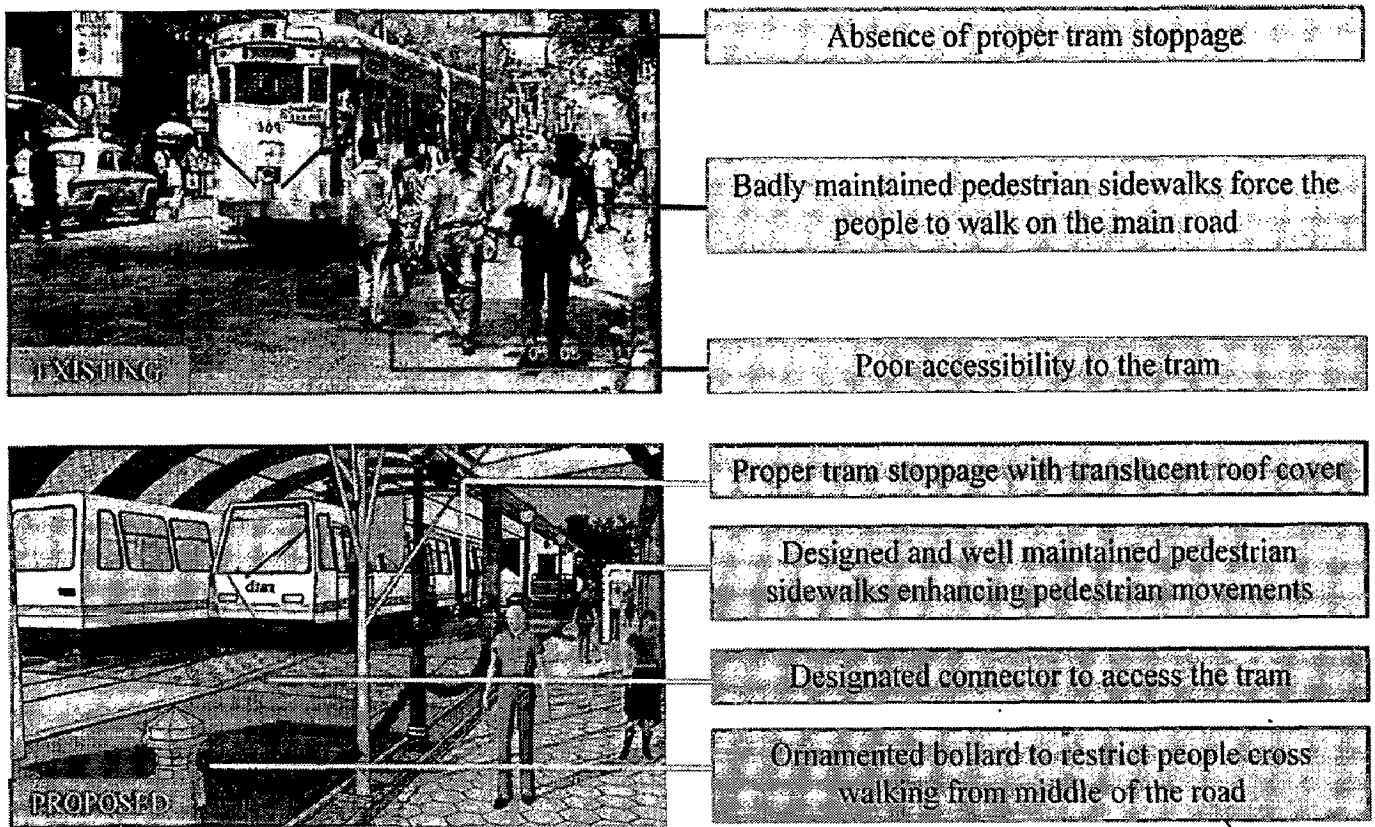 Absence of proper tram stoppage
Badly maintained pedestrian sidewalks force the
people to walk on the main road
EXISTING
Poor accessibility to the tram
Proper tram stoppage with translucent roof cover
Designed and well maintained pedestrian
sidewalks enhancing pedestrian movements
Designated connector to access the tram
Ornamented bollard to restrict people cross
walking from middle of the road
PROPOSED